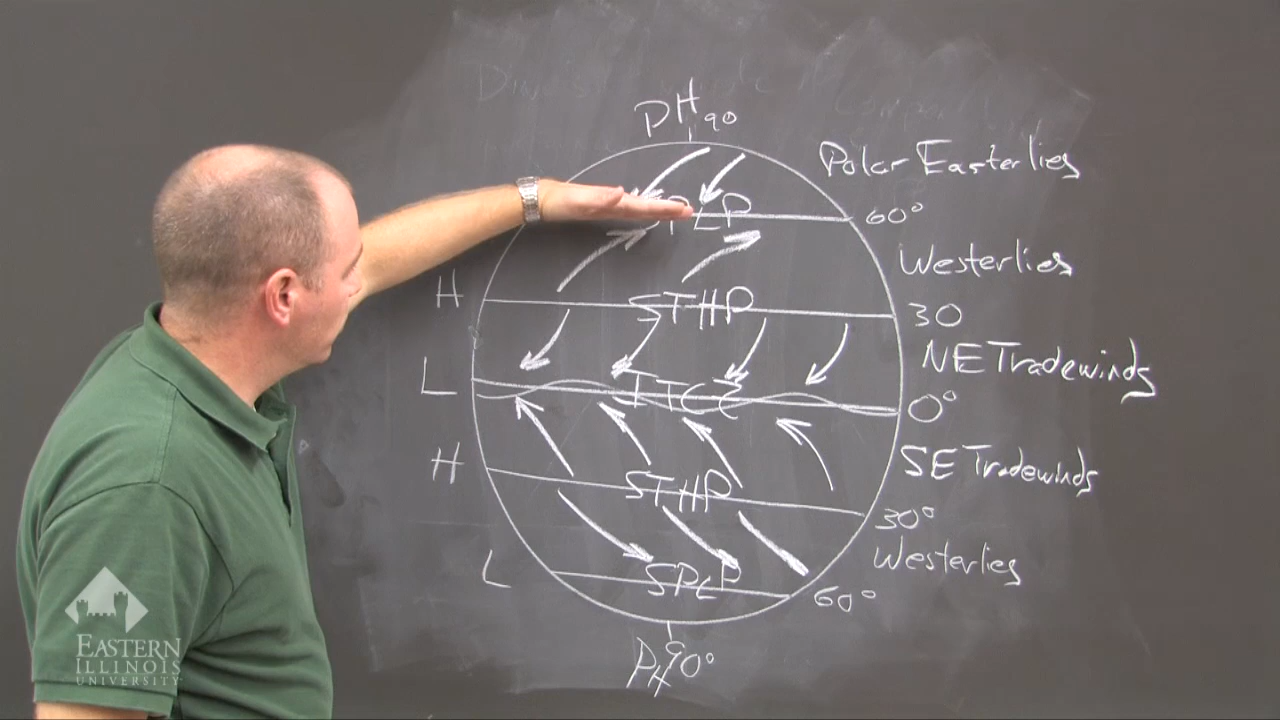 PH 90
Polar Easterlies
SPLP
60°
Westerlies
H
STHP
30
NE Tradewinds
L
ITCZ
0°
H
STHP
SE Tradewinds
30°
Westerlies
L
SPLP
60°
PH 90°
EASTERN
ILLINOIS
UNIVERSITY